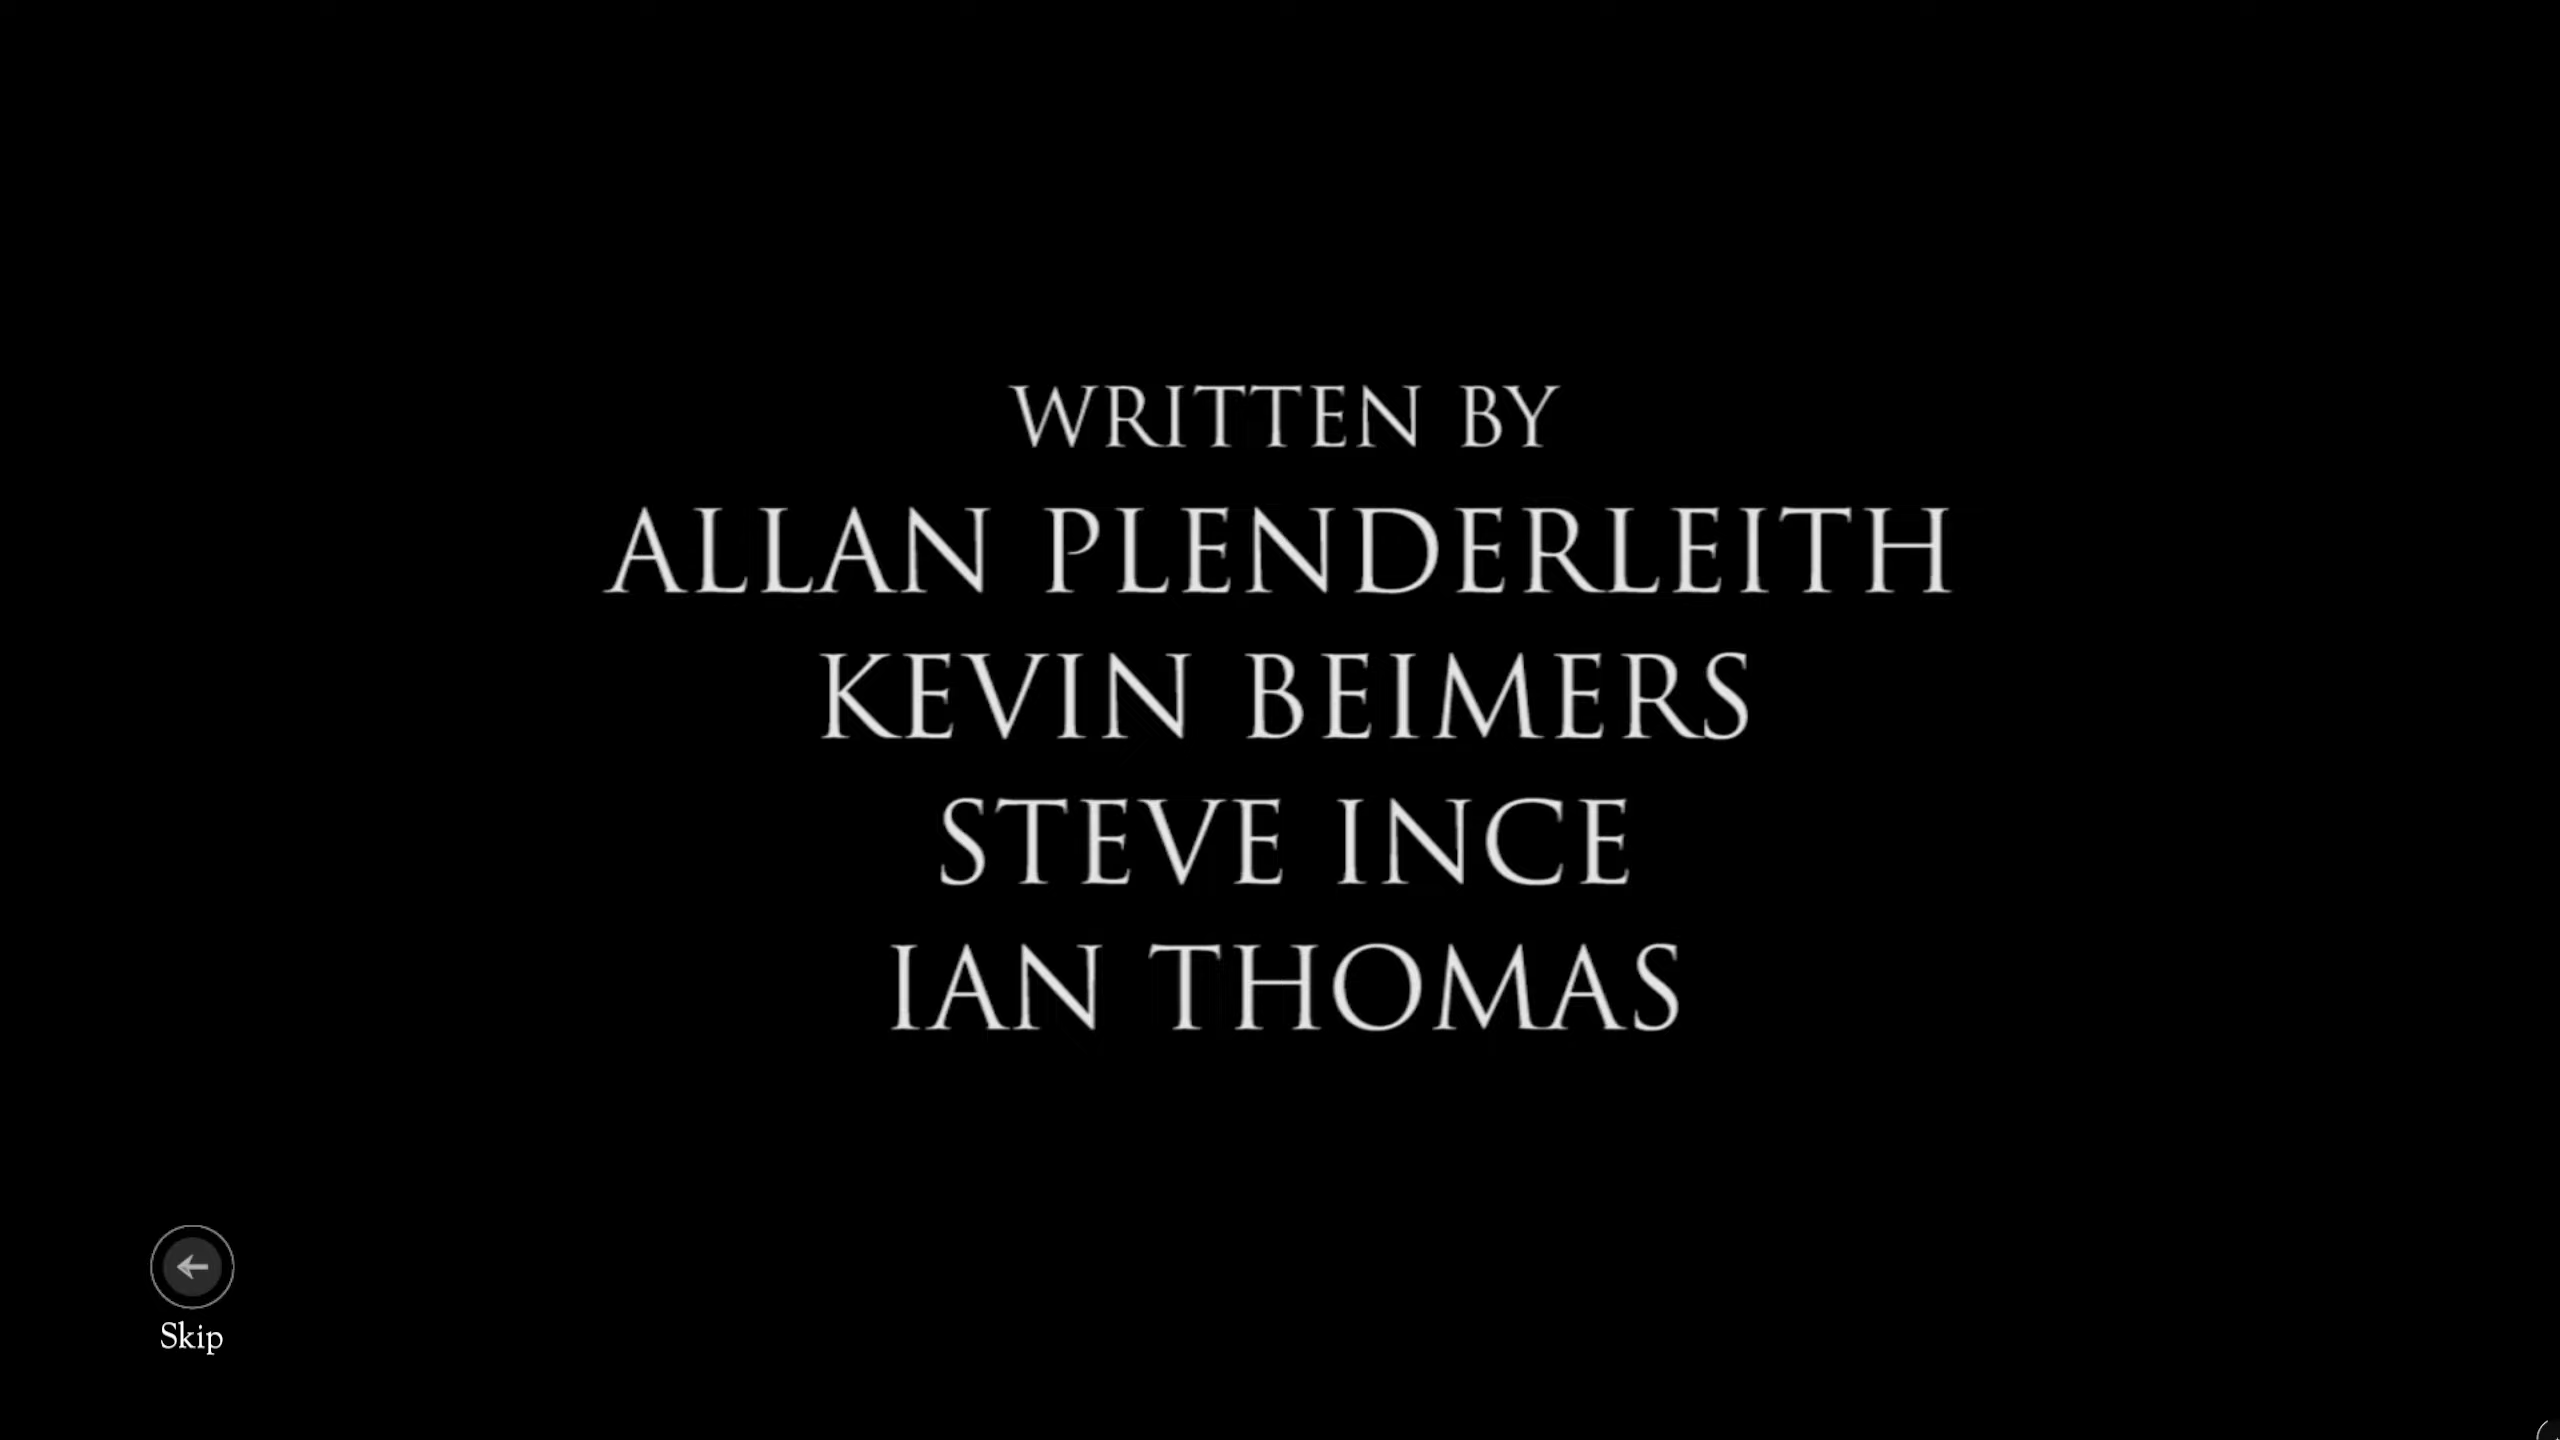 WRITTEN BY
ALLAN PLENDERLEITH
KEVIN BEIMERS
STEVE INCE
IAN THOMAS
Skip